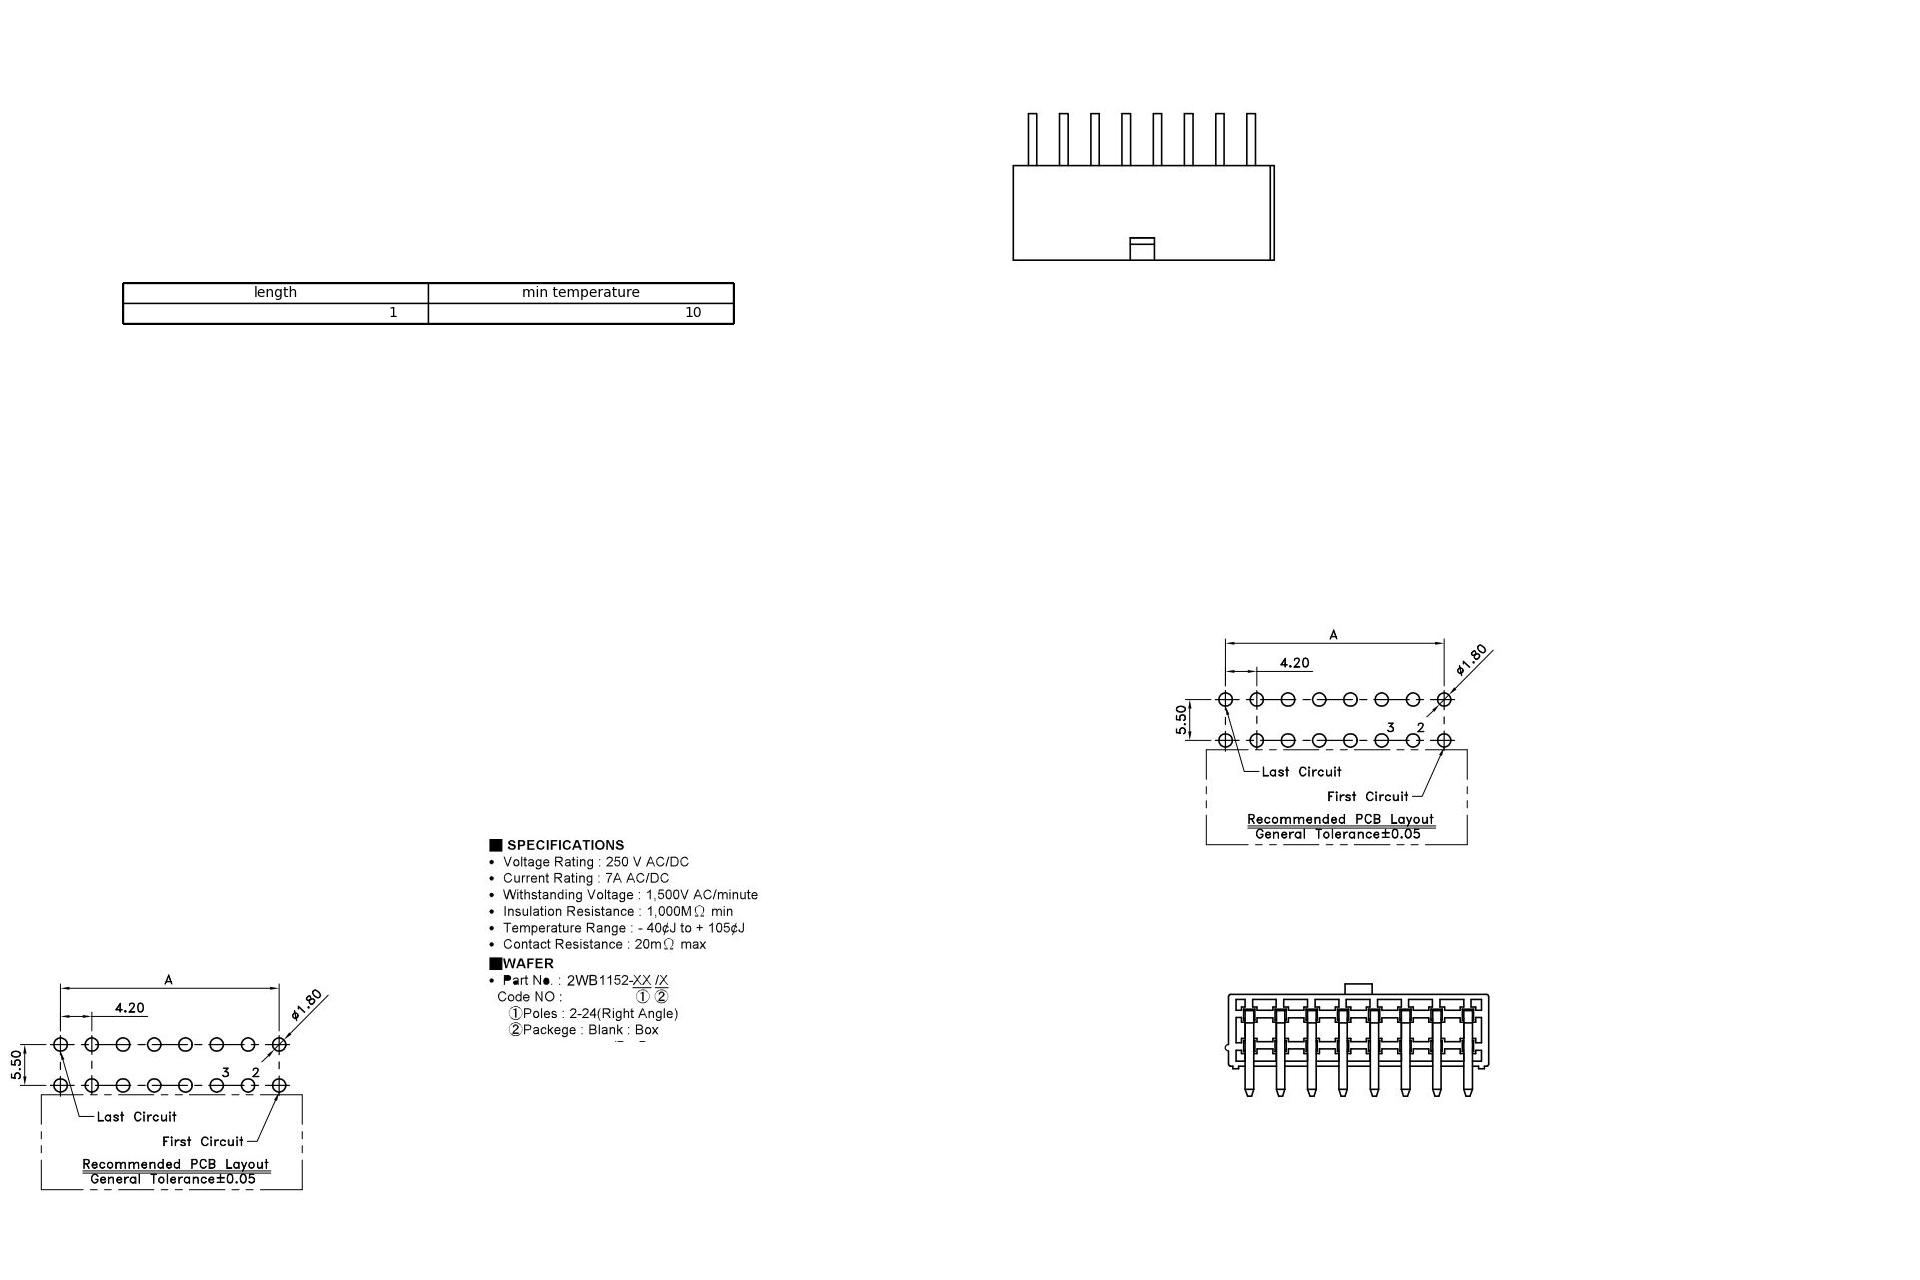 length min temperature
1 10
A
4.20
ø1.80
5.50
3 2
Last Circuit
First Circuit
Recommended PCB Layout
General Tolerance±0.05
■ SPECIFICATIONS
• Voltage Rating : 250 V AC/DC
• Current Rating : 7A AC/DC
• Withstanding Voltage : 1,500V AC/minute
• Insulation Resistance : 1,000MΩ min
• Temperature Range : - 40¢J to + 105¢J
• Contact Resistance : 20mΩ max
■WAFER
• Part No. : 2WB1152-XX /X
Code NO : ① ②
①Poles : 2-24(Right Angle)
②Packege : Blank : Box
A
4.20
ø1.80
5.50
3 2
Last Circuit
First Circuit
Recommended PCB Layout
General Tolerance±0.05